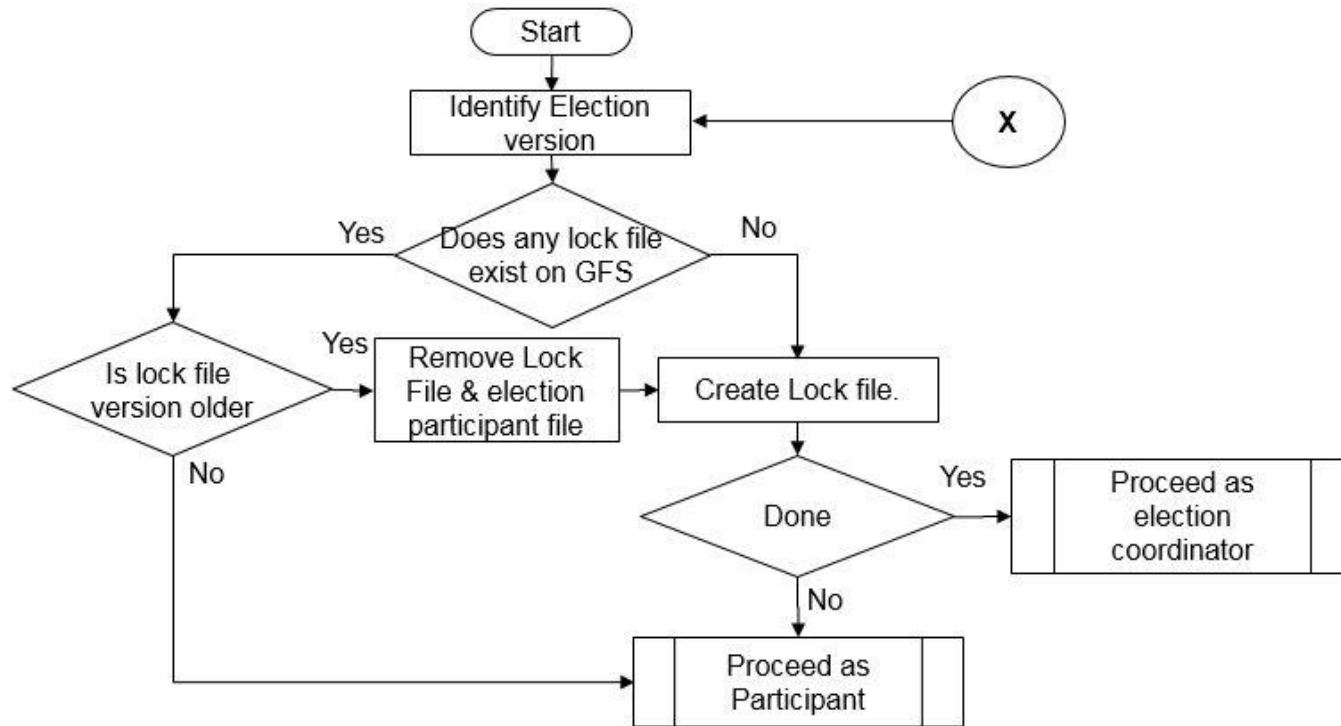 Start
Identify Election
version
X
Yes
No
Does any lock file
exist on GFS
Is lock file
version older
Yes
Remove Lock
File & election
participant file
Create Lock file.
No
Done
Yes
Proceed as
election
coordinator
No
Proceed as
Participant